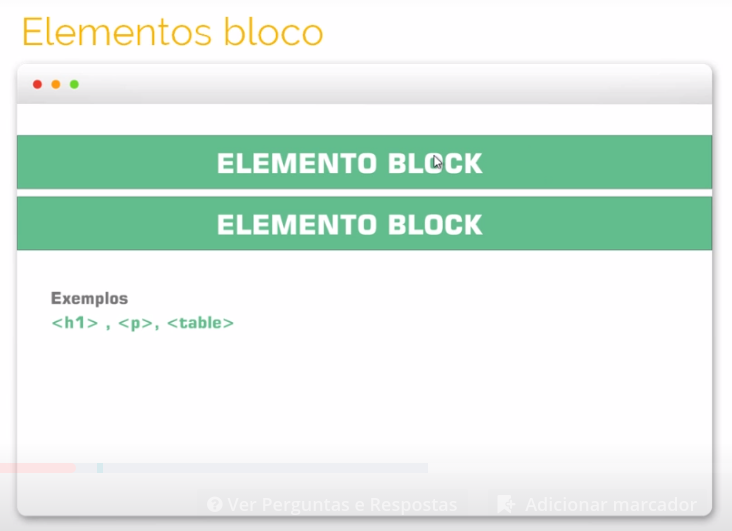 Elementos bloco
ELEMENTO BLOCK
ELEMENTO BLOCK
Exemplos
<h1> , <p>, <table>
Ver Perguntas e Respostas
Adicionar marcador